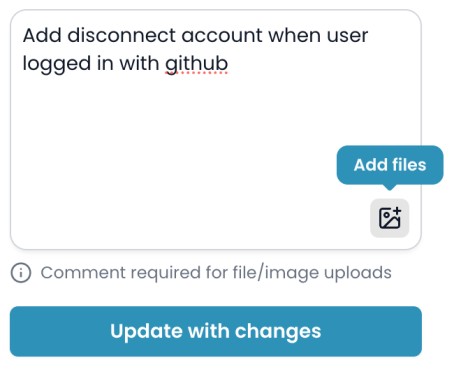 Add disconnect account when user
logged in with github
Add files
Comment required for file/image uploads
Update with changes